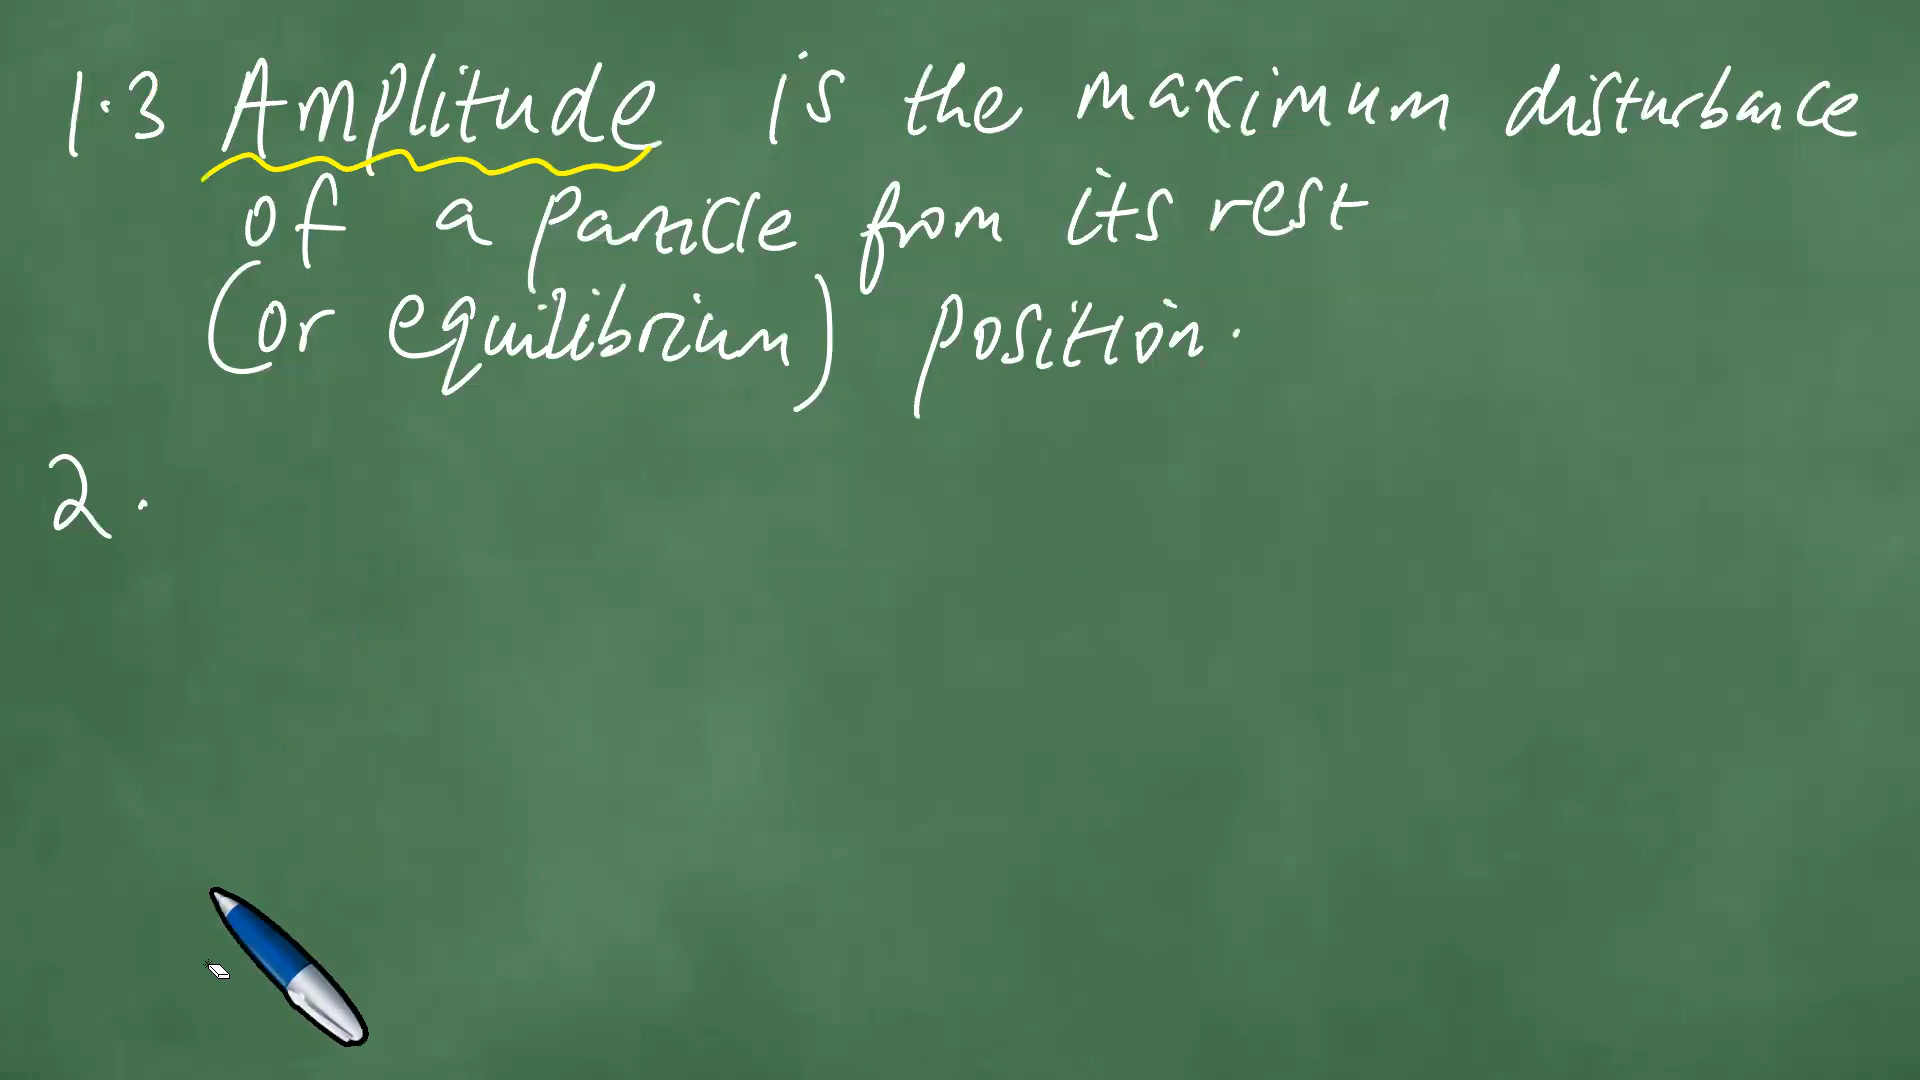 1.3 Amplitude is the maximum disturbance
of a particle from its rest
(or equilibrium) position.
2.